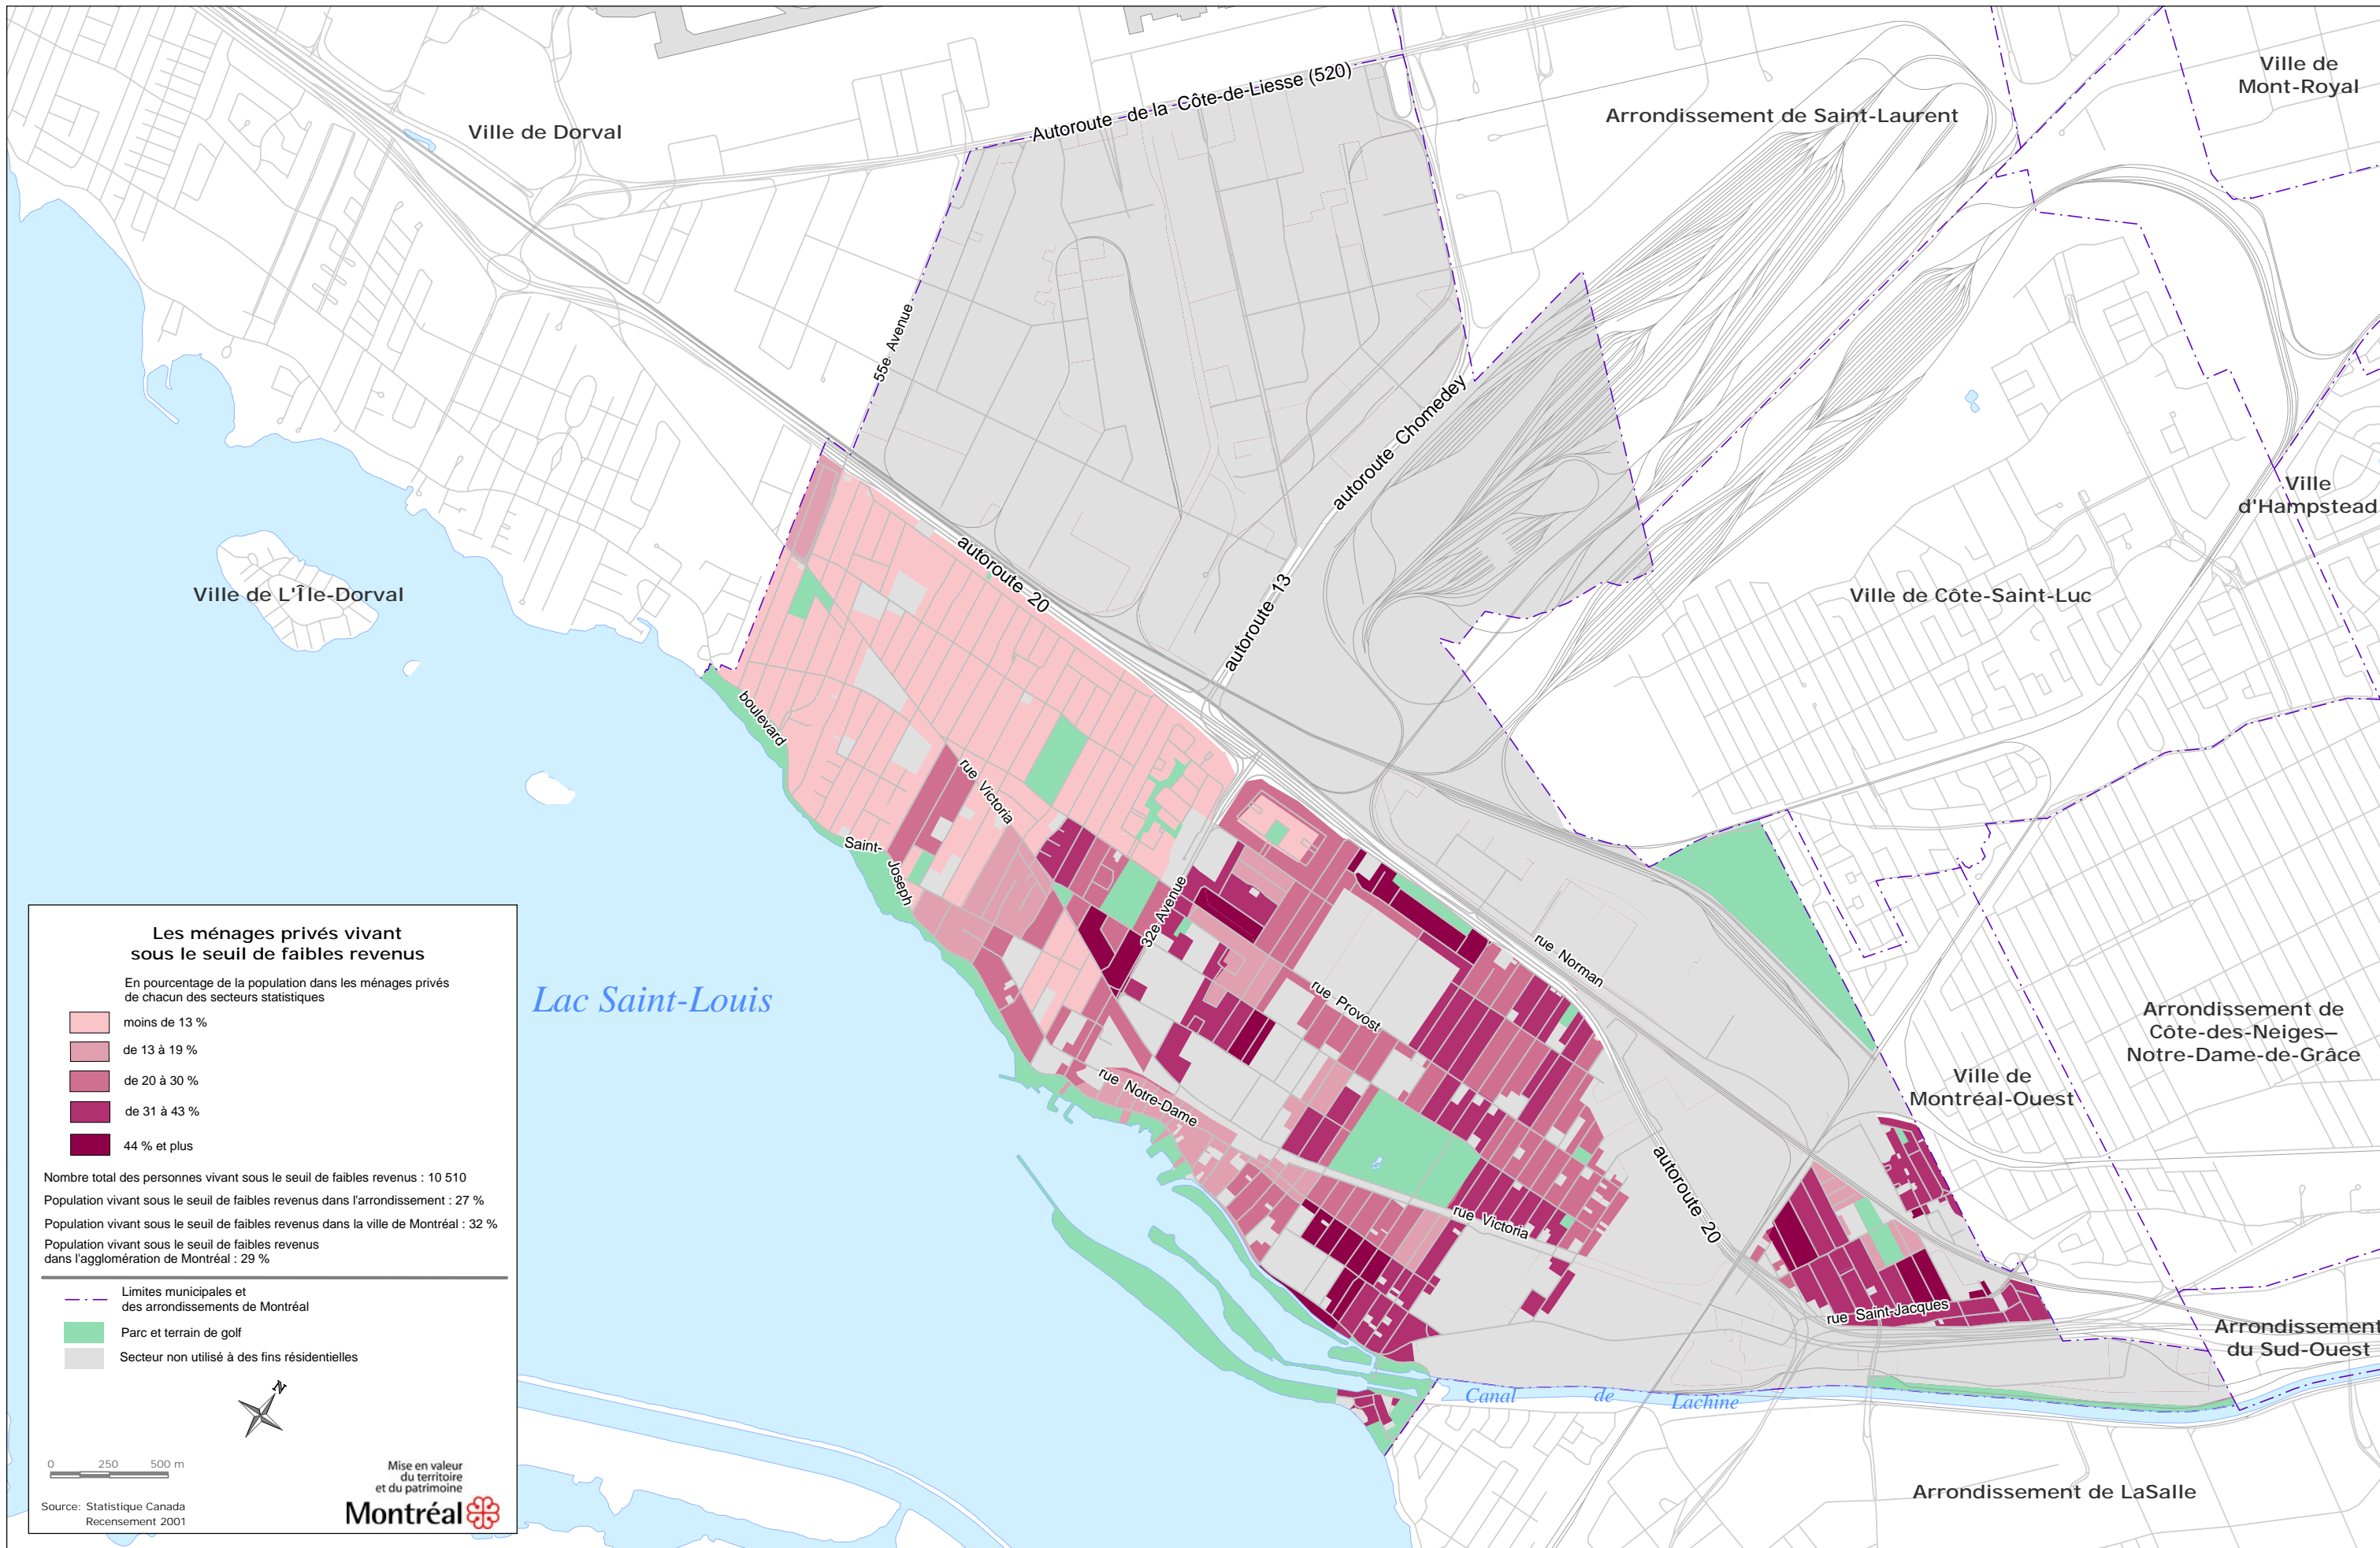 Ville de
Mont-Royal
Arrondissement de Saint-Laurent
Ville de Dorval
Autoroute de la Côte-de-Liesse (520)
55e Avenue
autoroute Chomedey
autoroute 13
autoroute 20
Ville
d'Hampstead
Ville de Côte-Saint-Luc
Ville de L'Île-Dorval
boulevard
Saint-
Joseph
rue Victoria
32e Avenue
rue Norman
rue Provost
rue Notre-Dame
rue Victoria
autoroute 20
rue Saint-Jacques
Arrondissement de
Côte-des-Neiges–
Notre-Dame-de-Grâce
Ville de
Montréal-Ouest
Arrondissement
du Sud-Ouest
Canal de Lachine
Arrondissement de LaSalle
Lac Saint-Louis
Les ménages privés vivant
sous le seuil de faibles revenus
En pourcentage de la population dans les ménages privés
de chacun des secteurs statistiques
moins de 13 %
de 13 à 19 %
de 20 à 30 %
de 31 à 43 %
44 % et plus
Nombre total des personnes vivant sous le seuil de faibles revenus : 10 510
Population vivant sous le seuil de faibles revenus dans l'arrondissement : 27 %
Population vivant sous le seuil de faibles revenus dans la ville de Montréal : 32 %
Population vivant sous le seuil de faibles revenus
dans l'agglomération de Montréal : 29 %
Limites municipales et
des arrondissements de Montréal
Parc et terrain de golf
Secteur non utilisé à des fins résidentielles
N
0 250 500 m
Mise en valeur
du territoire
et du patrimoine
Montréal
Source: Statistique Canada
Recensement 2001